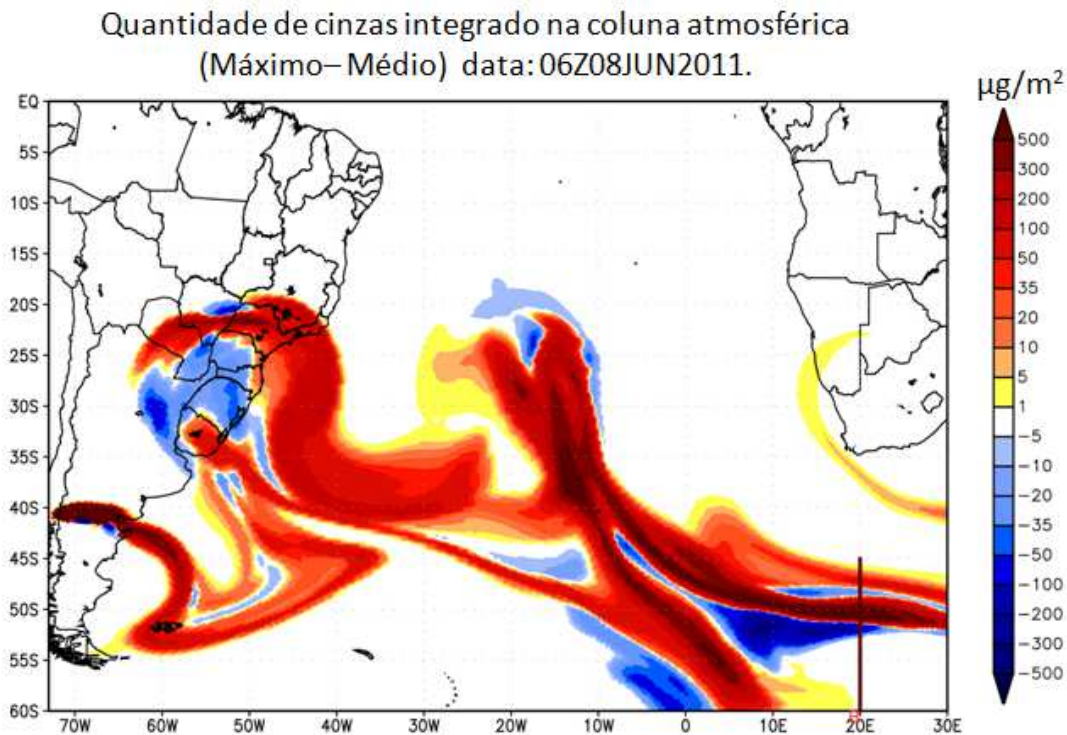 Quantidade de cinzas integrado na coluna atmosférica
(Máximo–Médio) data: 06Z08JUN2011.
µg/m²
EQ
5S
10S
15S
20S
25S
30S
35S
40S
45S
50S
55S
60S
70W
60W
50W
40W
30W
20W
10W
0
10E
20E
30E
500
300
200
100
50
35
20
10
5
1
−5
−10
−20
−35
−50
−100
−200
−300
−500